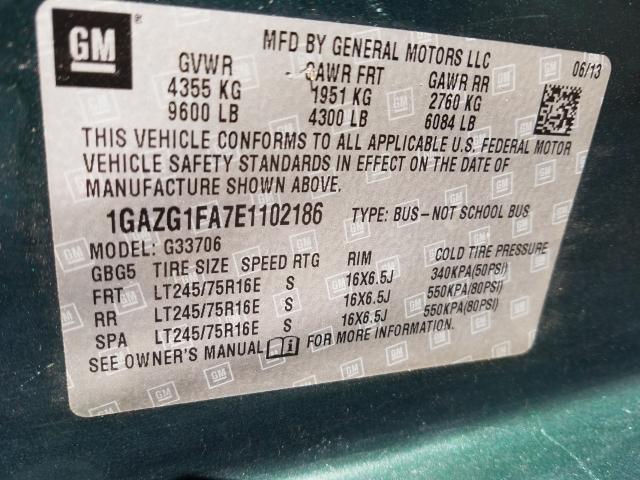 GM
MFD BY GENERAL MOTORS LLC
06/13
GVWR GAWR FRT GAWR RR
4355 KG 1951 KG 2760 KG
9600 LB 4300 LB 6084 LB
THIS VEHICLE CONFORMS TO ALL APPLICABLE U.S. FEDERAL MOTOR
VEHICLE SAFETY STANDARDS IN EFFECT ON THE DATE OF
MANUFACTURE SHOWN ABOVE.
1GAZG1FA7E1102186 TYPE: BUS-NOT SCHOOL BUS
MODEL: G33706
GBG5 TIRE SIZE SPEED RTG RIM COLD TIRE PRESSURE
FRT LT245/75R16E S 16X6.5J 340KPA(50PSI)
RR LT245/75R16E S 16X6.5J 550KPA(80PSI)
SPA LT245/75R16E S 16X6.5J 550KPA(80PSI)
SEE OWNER'S MANUAL FOR MORE INFORMATION.